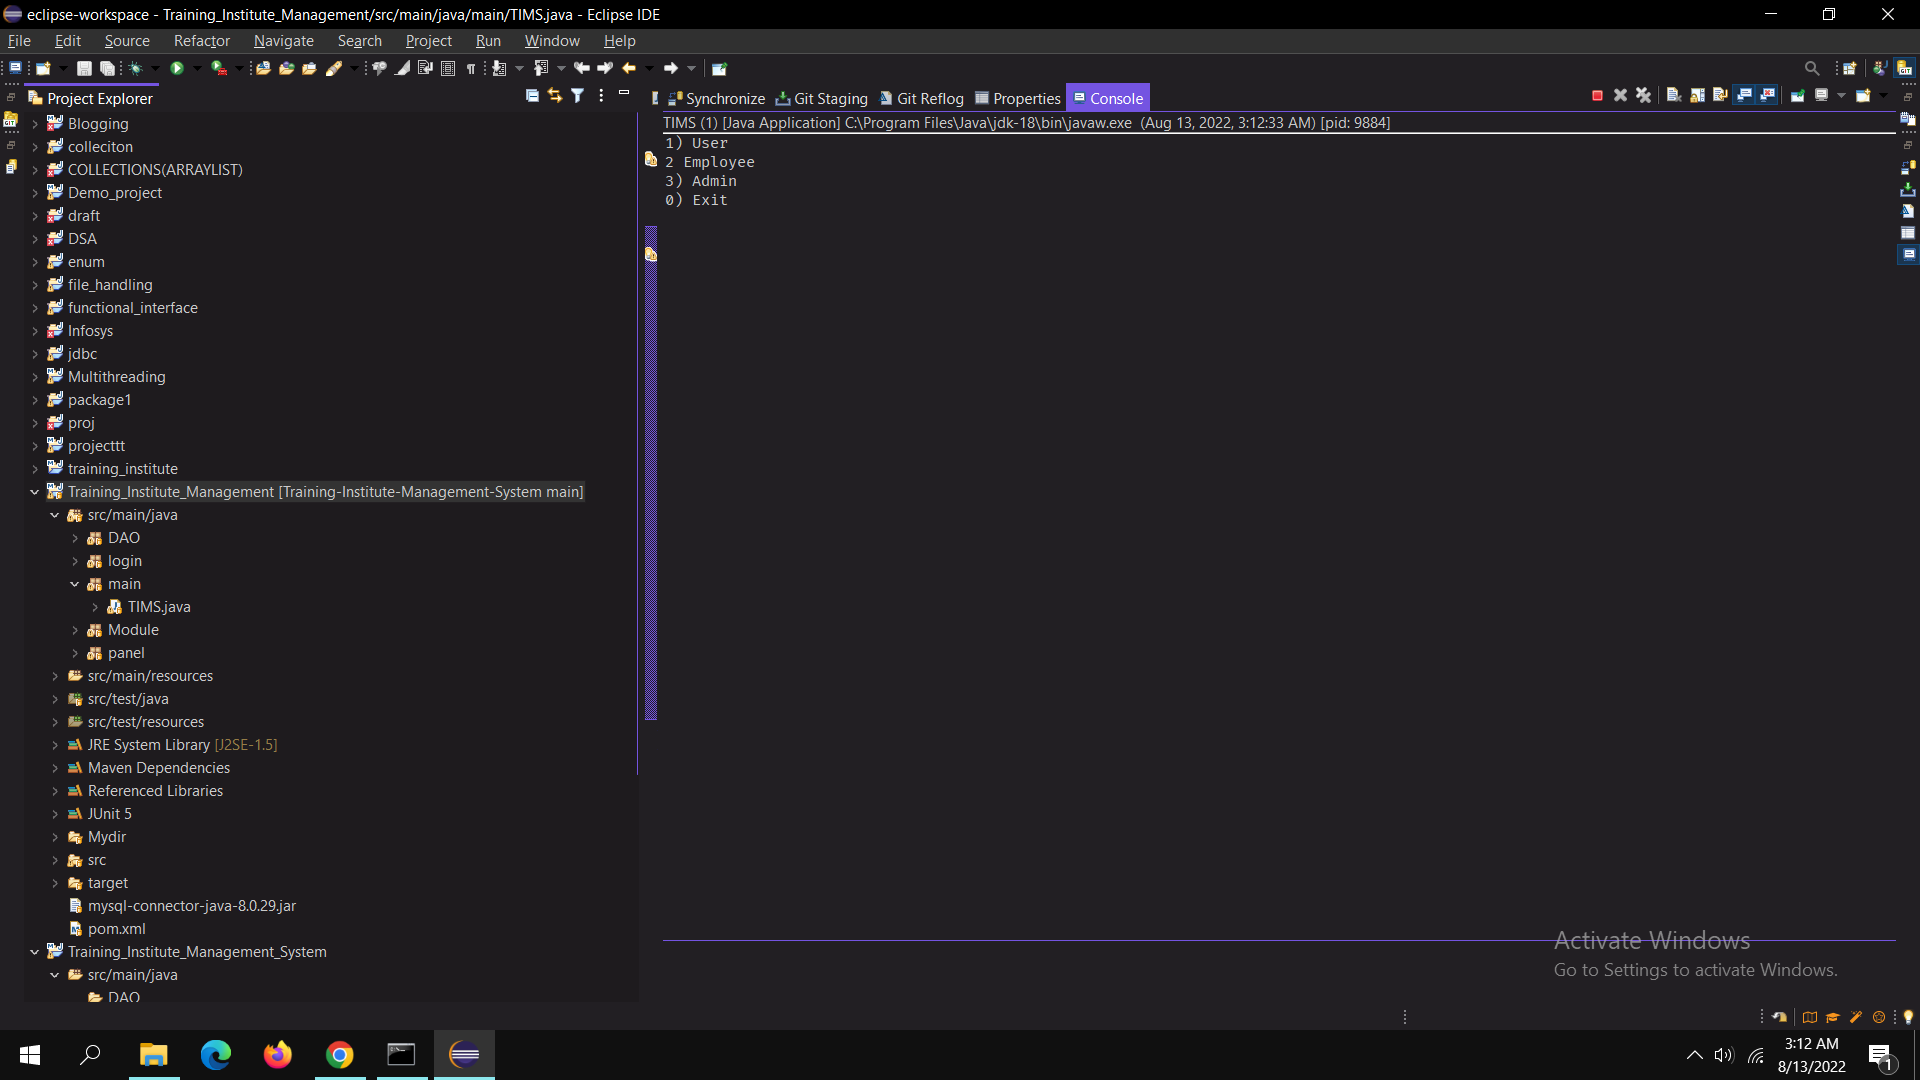 eclipse-workspace - Training_Institute_Management/src/main/java/main/TIMS.java - Eclipse IDE
File Edit Source Refactor Navigate Search Project Run Window Help
Project Explorer
Blogging
colleciton
COLLECTIONS(ARRAYLIST)
Demo_project
draft
DSA
enum
file_handling
functional_interface
Infosys
jdbc
Multithreading
package1
proj
projecttt
training_institute
Training_Institute_Management [Training-Institute-Management-System main]
src/main/java
DAO
login
main
TIMS.java
Module
panel
src/main/resources
src/test/java
src/test/resources
JRE System Library [J2SE-1.5]
Maven Dependencies
Referenced Libraries
JUnit 5
Mydir
src
target
mysql-connector-java-8.0.29.jar
pom.xml
Training_Institute_Management_System
src/main/java
DAO
Synchronize Git Staging Git Reflog Properties Console
TIMS (1) [Java Application] C:\Program Files\Java\jdk-18\bin\javaw.exe (Aug 13, 2022, 3:12:33 AM) [pid: 9884]
1) User
2 Employee
3) Admin
0) Exit
Activate Windows
Go to Settings to activate Windows.
3:12 AM
8/13/2022
1